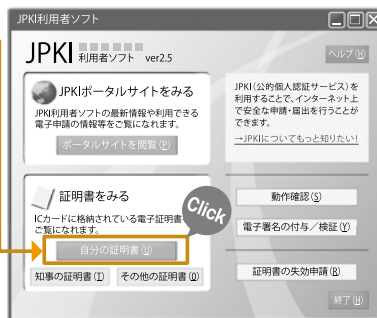 JPKI利用者ソフト
JPKI 利用者ソフト ver2.5
ヘルプ(H)
JPKIポータルサイトをみる
JPKI利用者ソフトの最新情報や利用できる
電子申請の情報等をご覧になれます。
ポータルサイトを閲覧(P)
JPKI(公的個人認証サービス)を
利用することで、インターネット上
で安全な申請・届出を行うことが
できます。
→JPKIについてもっと知りたい!
証明書をみる
ICカードに格納されている電子証明書
ご覧になれます。
Click
自分の証明書(U)
知事の証明書(T) その他の証明書(O)
動作確認(S)
電子署名の付与/検証(Y)
証明書の失効申請(R)
終了(H)